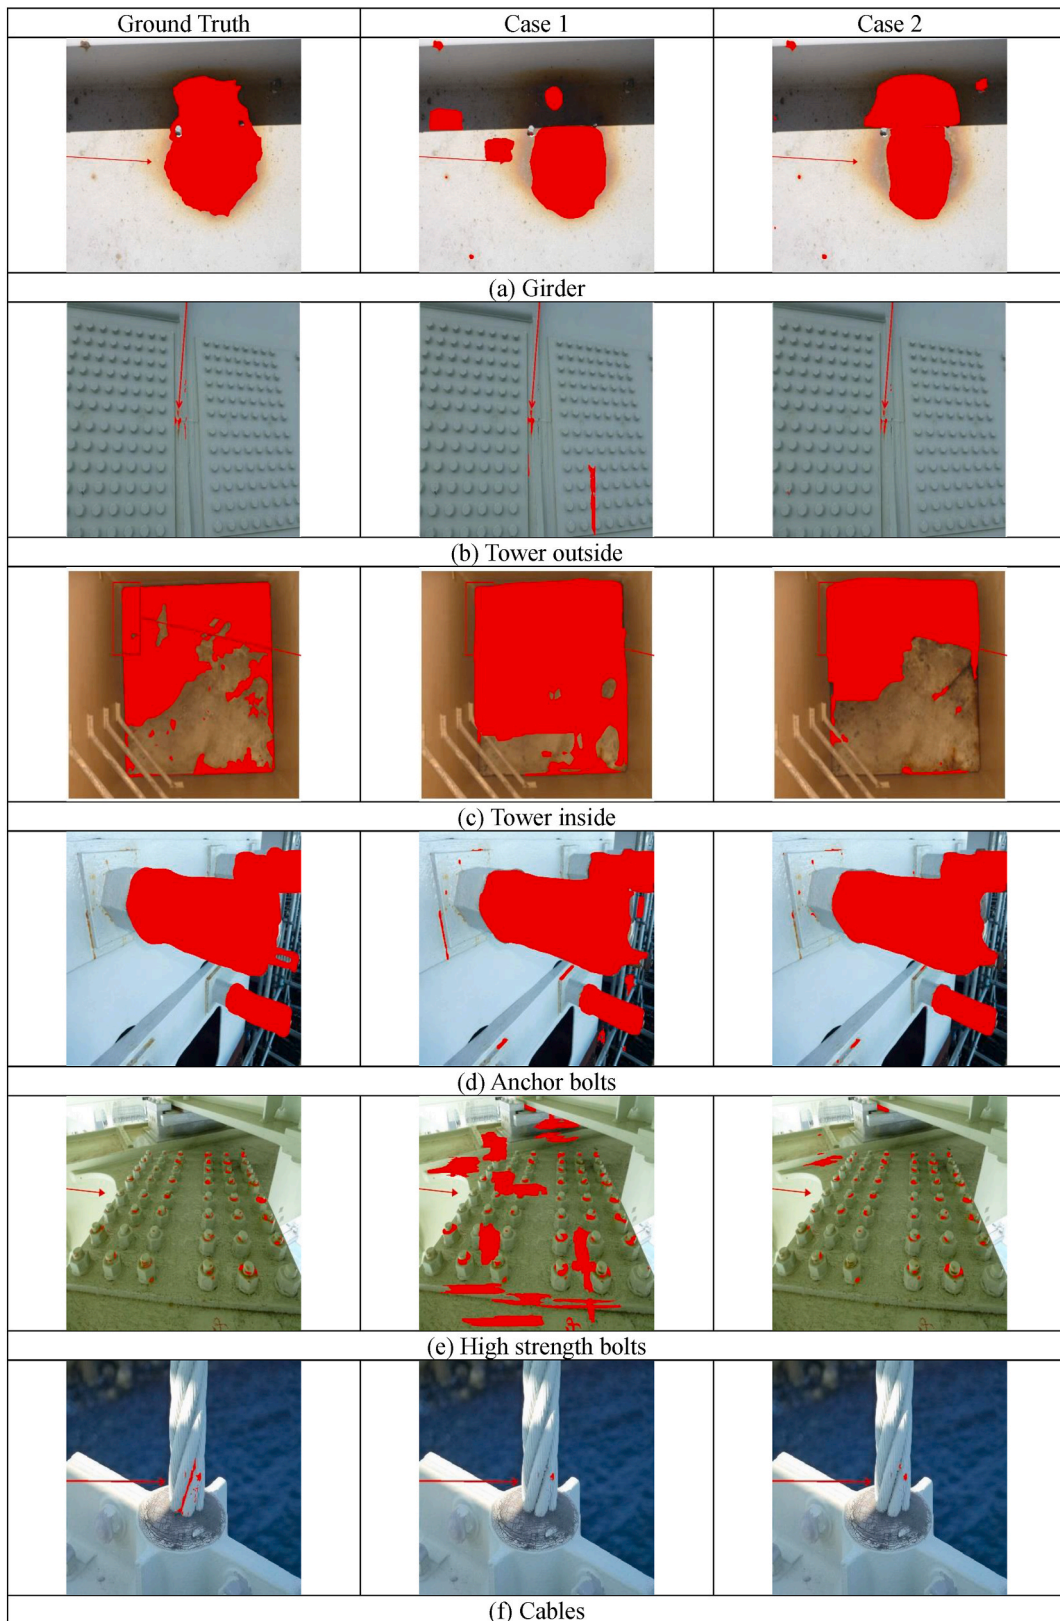 Ground Truth
Case 1
Case 2
(a) Girder
(b) Tower outside
(c) Tower inside
(d) Anchor bolts
(e) High strength bolts
(f) Cables